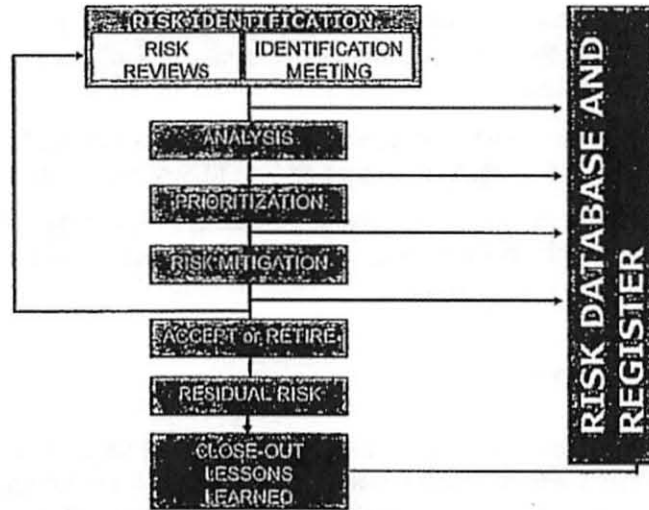 RISK IDENTIFICATION
RISK
REVIEWS
IDENTIFICATION
MEETING
ANALYSIS
PRIORITIZATION
RISK MITIGATION
ACCEPT or RETIRE
RESIDUAL RISK
CLOSE-OUT
LESSONS
LEARNED
RISK DATABASE AND
REGISTER